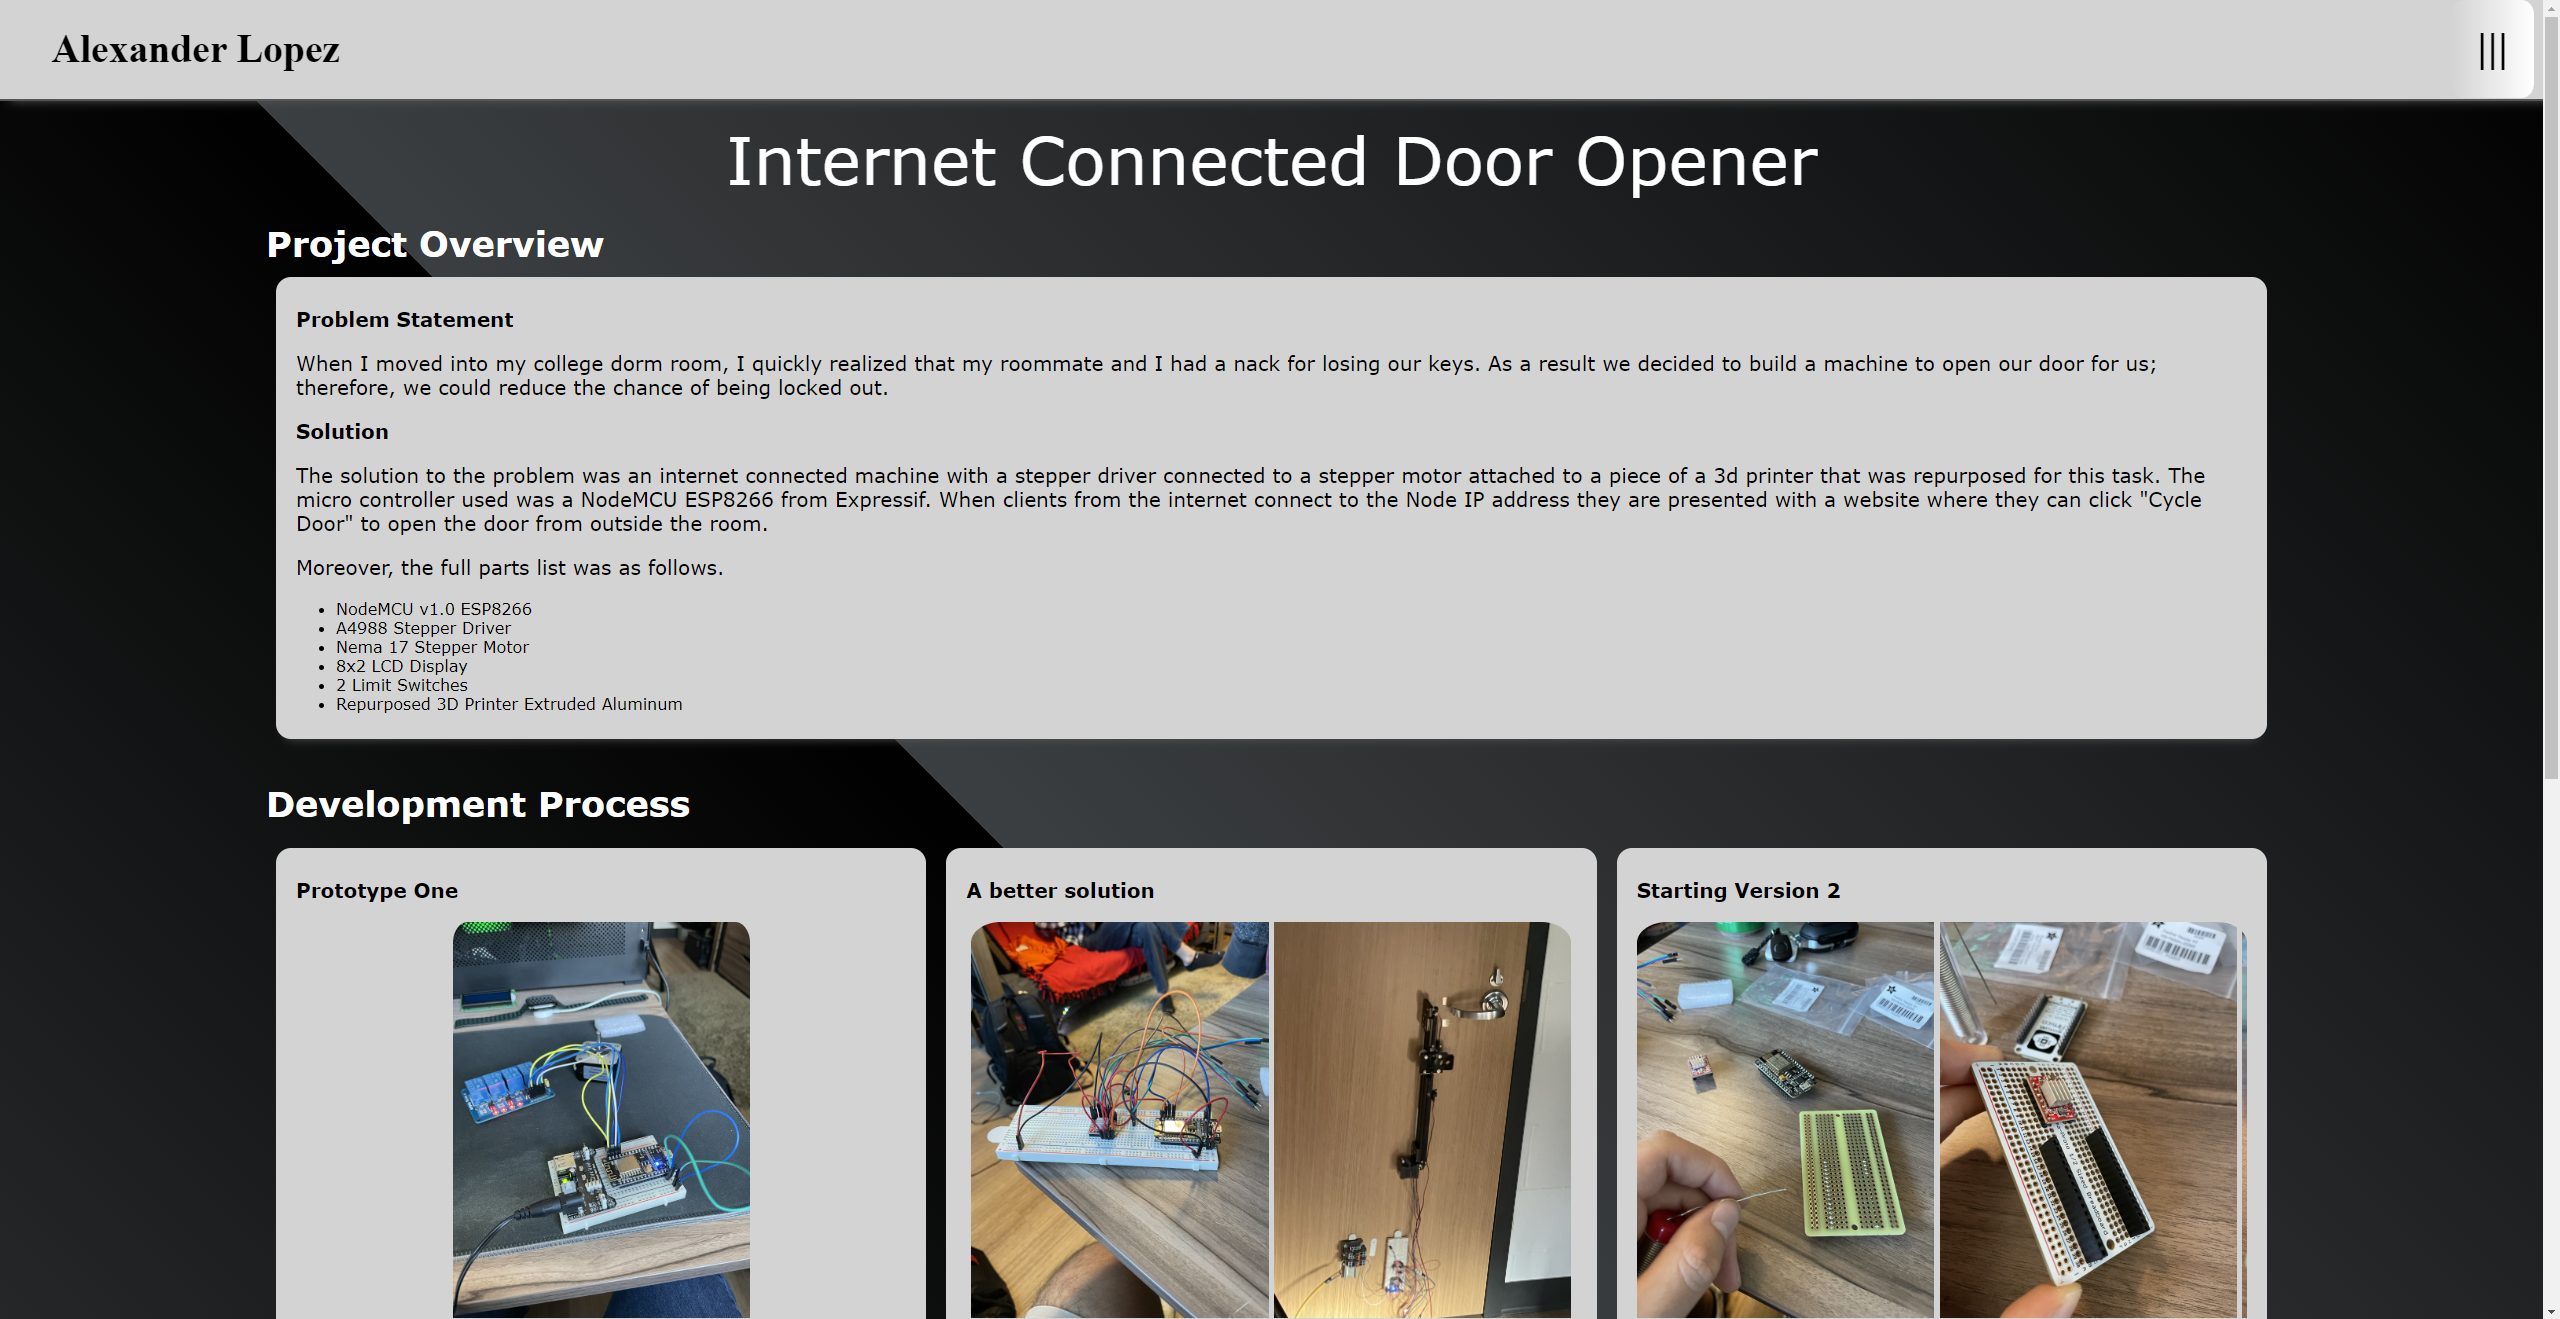 Alexander Lopez
Internet Connected Door Opener
Project Overview
Problem Statement
When I moved into my college dorm room, I quickly realized that my roommate and I had a nack for losing our keys. As a result we decided to build a machine to open our door for us;
therefore, we could reduce the chance of being locked out.
Solution
The solution to the problem was an internet connected machine with a stepper driver connected to a stepper motor attached to a piece of a 3d printer that was repurposed for this task. The
micro controller used was a NodeMCU ESP8266 from Expressif. When clients from the internet connect to the Node IP address they are presented with a website where they can click "Cycle
Door" to open the door from outside the room.
Moreover, the full parts list was as follows.
• NodeMCU v1.0 ESP8266
• A4988 Stepper Driver
• Nema 17 Stepper Motor
• 8x2 LCD Display
• 2 Limit Switches
• Repurposed 3D Printer Extruded Aluminum
Development Process
Prototype One
A better solution
Starting Version 2